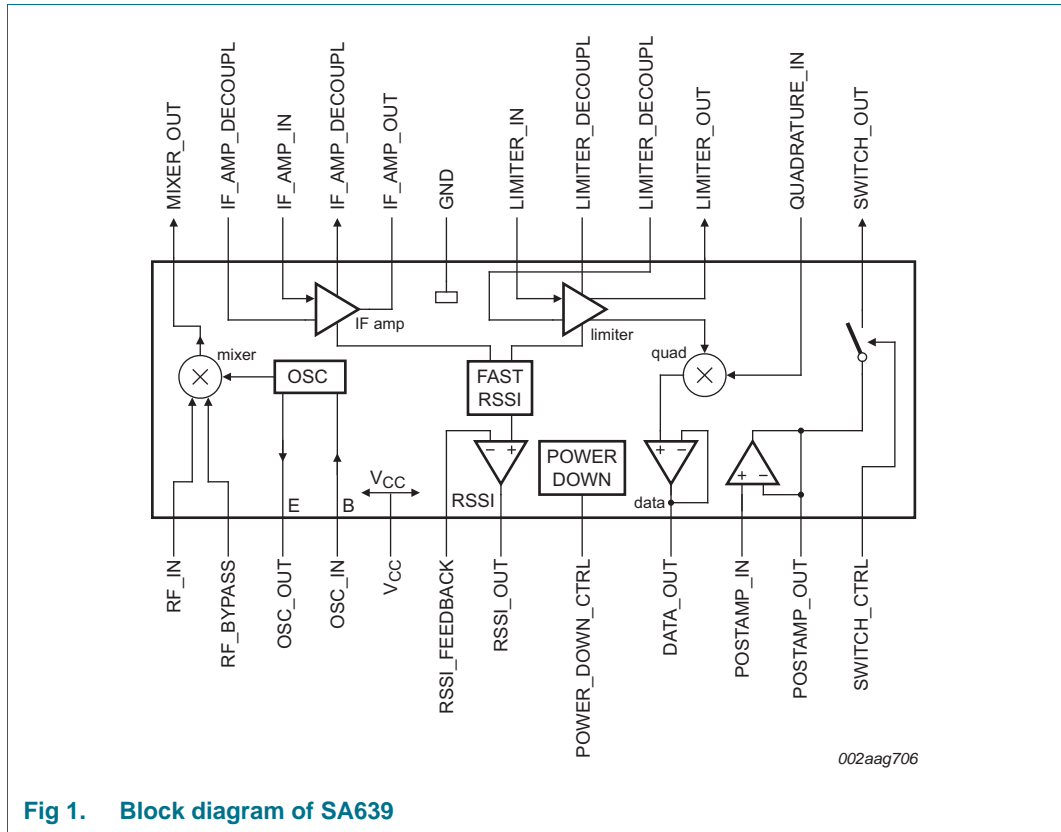 MIXER_OUT
IF_AMP_DECOUPL
IF_AMP_IN
IF_AMP_DECOUPL
IF_AMP_OUT
GND
LIMITER_IN
LIMITER_DECOUPL
LIMITER_DECOUPL
LIMITER_OUT
QUADRATURE_IN
SWITCH_OUT
IF amp
limiter
mixer
OSC
FAST
RSSI
quad
− +
POWER
DOWN
+ −
+ −
VCC
E
B
RSSI
data
RF_IN
RF_BYPASS
OSC_OUT
OSC_IN
VCC
RSSI_FEEDBACK
RSSI_OUT
POWER_DOWN_CTRL
DATA_OUT
POSTAMP_IN
POSTAMP_OUT
SWITCH_CTRL
002aag706
Fig 1. Block diagram of SA639